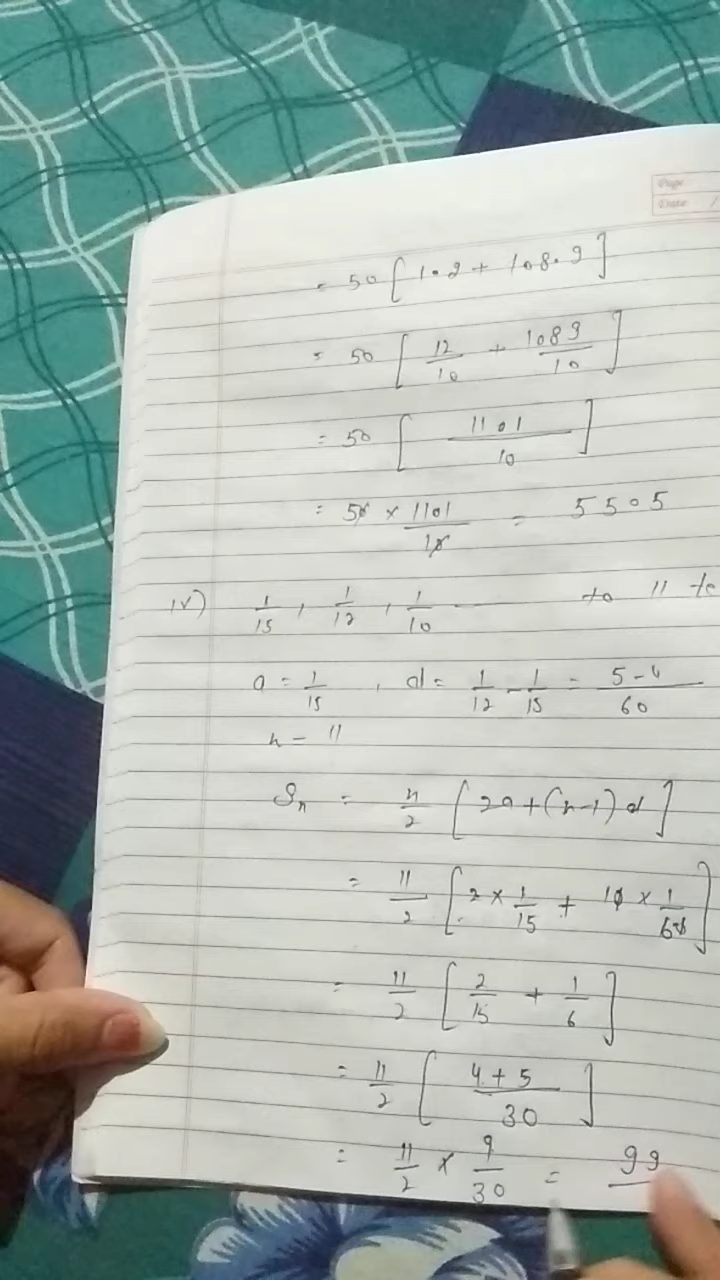 Page
Date /
= 50 [ 1.2 + 108.9 ]
= 50 [ 12/10 + 1089/10 ]
= 50 [ 1101/10 ]
= 50 × 1101/10 = 5505
iv) 1/15 , 1/12 , 1/10 ------ to 11 te
a = 1/15 , d = 1/12 - 1/15 = 5-4/60
n = 11
Sn = n/2 [ 2a + (n-1) d ]
= 11/2 [ 2 × 1/15 + 10 × 1/60 ]
= 11/2 [ 2/15 + 1/6 ]
= 11/2 [ 4+5/30 ]
= 11/2 × 9/30 = 99